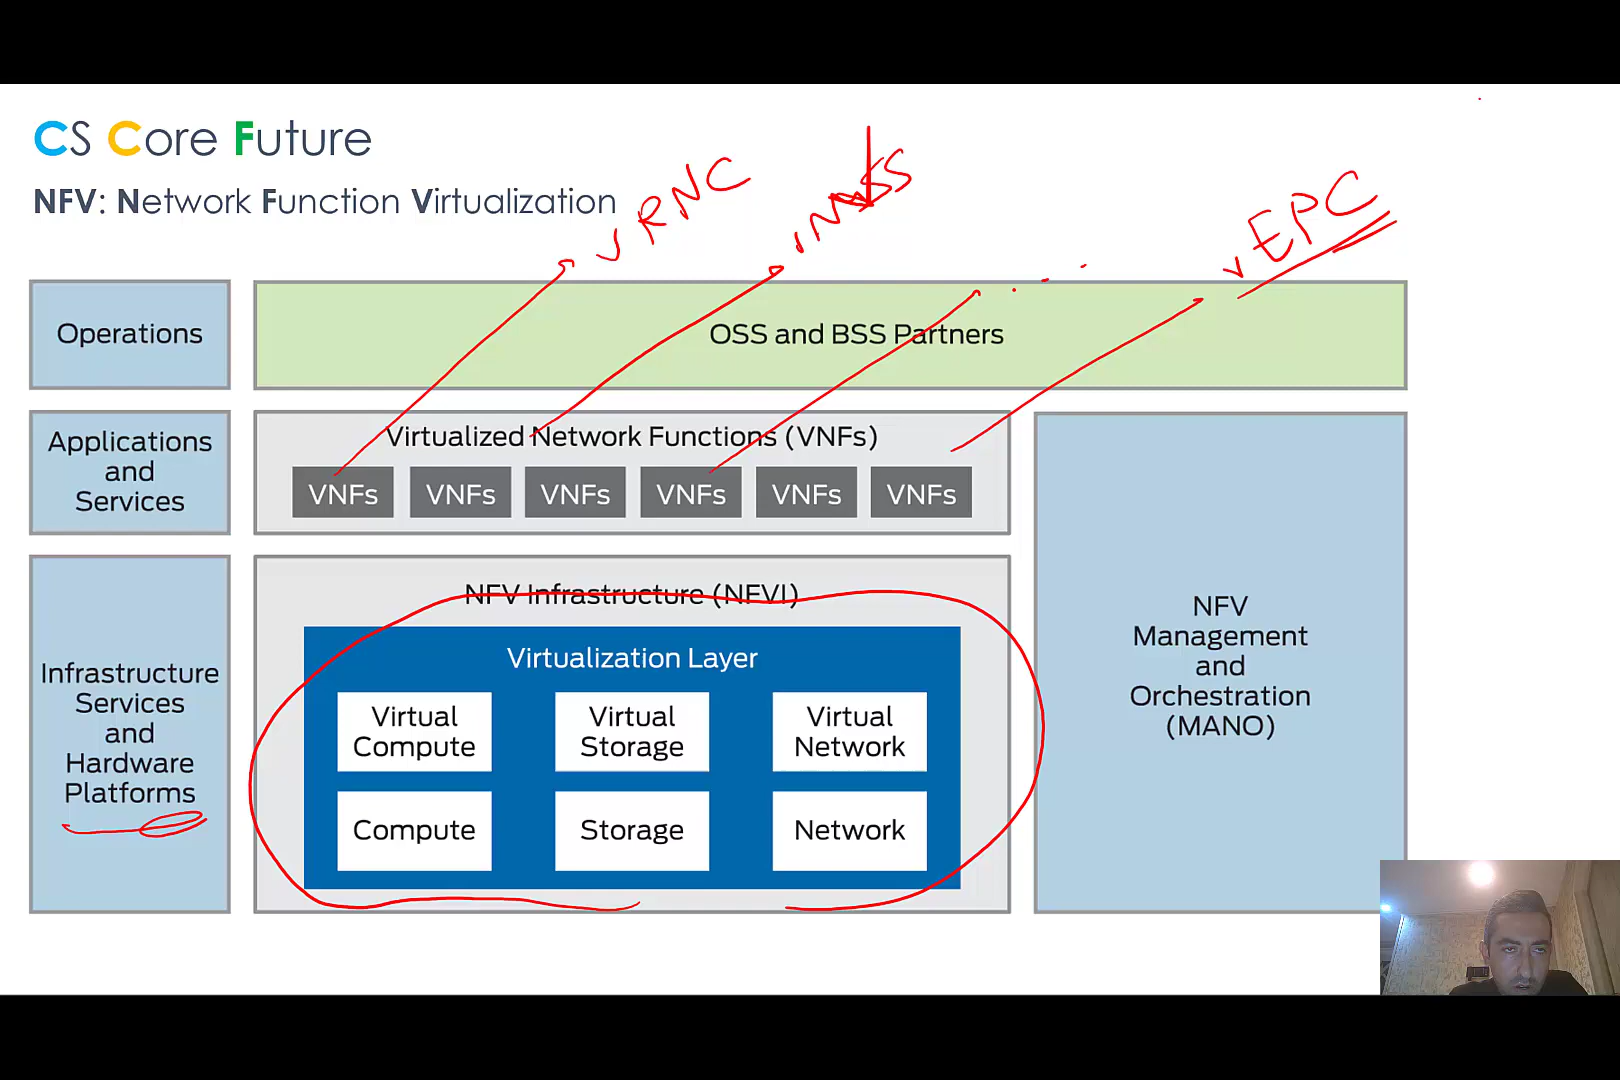 CS Core Future
NFV: Network Function Virtualization
vRNC
vEPC
Operations
OSS and BSS Partners
Applications
and
Services
Virtualized Network Functions (VNFs)
VNFs VNFs VNFs VNFs VNFs VNFs
Infrastructure
Services
and
Hardware
Platforms
NFV Infrastructure (NFVI)
Virtualization Layer
Virtual
Compute
Virtual
Storage
Virtual
Network
Compute
Storage
Network
NFV
Management
and
Orchestration
(MANO)